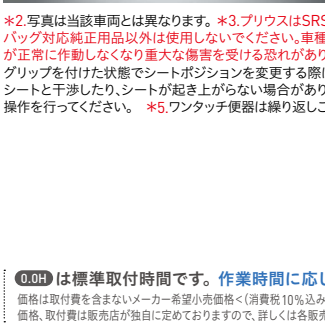 *2.写真は当該車両とは異なります。 *3.プリウスはSRS
バッグ対応純正用品以外は使用しないでください。車種
が正常に作動しなくなり重大な傷害を受ける恐れがあり
グリップを付けた状態でシートポジションを変更する際に
シートと干渉したり、シートが起き上がらない場合があり
操作を行ってください。 *5.ワンタッチ便器は繰り返しご
0.0H は標準取付時間です。 作業時間に応じ
価格は取付費を含まないメーカー希望小売価格<(消費税10%込み
価格、取付費は販売店が独自に定めておりますので、詳しくは各販売